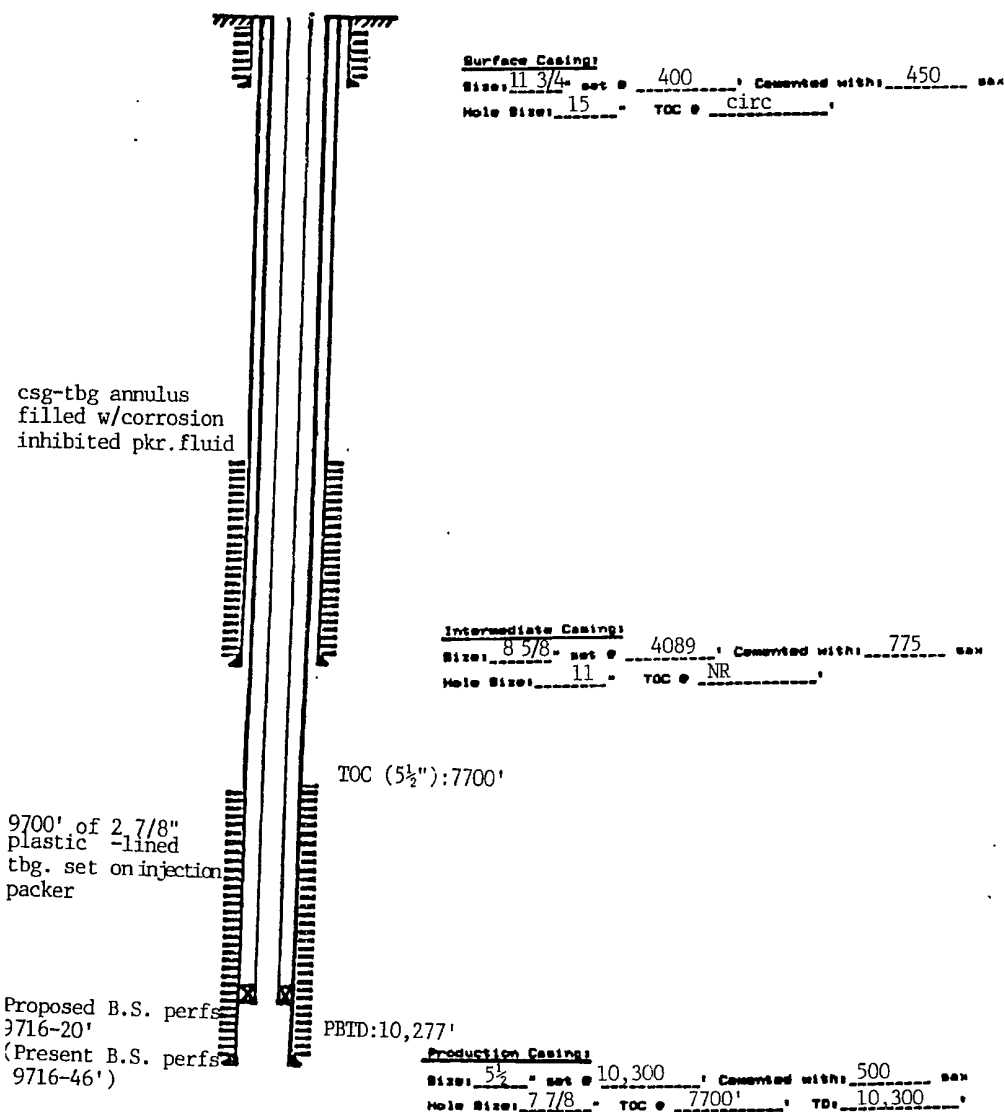 Surface Casing:
Size: 11 3/4" set @ 400' Cemented with: 450 sax
Hole Size: 15" TOC @ circ'
csg-tbg annulus
filled w/corrosion
inhibited pkr.fluid
Intermediate Casing:
Size: 8 5/8" set @ 4089' Cemented with: 775 sax
Hole Size: 11" TOC @ NR'
TOC (5½"):7700'
9700' of 2 7/8"
plastic -lined
tbg. set on injection
packer
Proposed B.S. perfs
9716-20'
(Present B.S. perfs
9716-46')
PBTD:10,277'
Production Casing:
Size: 5½" set @ 10,300' Cemented with: 500 sax
Hole Size: 7 7/8" TOC @ 7700' TD: 10,300'